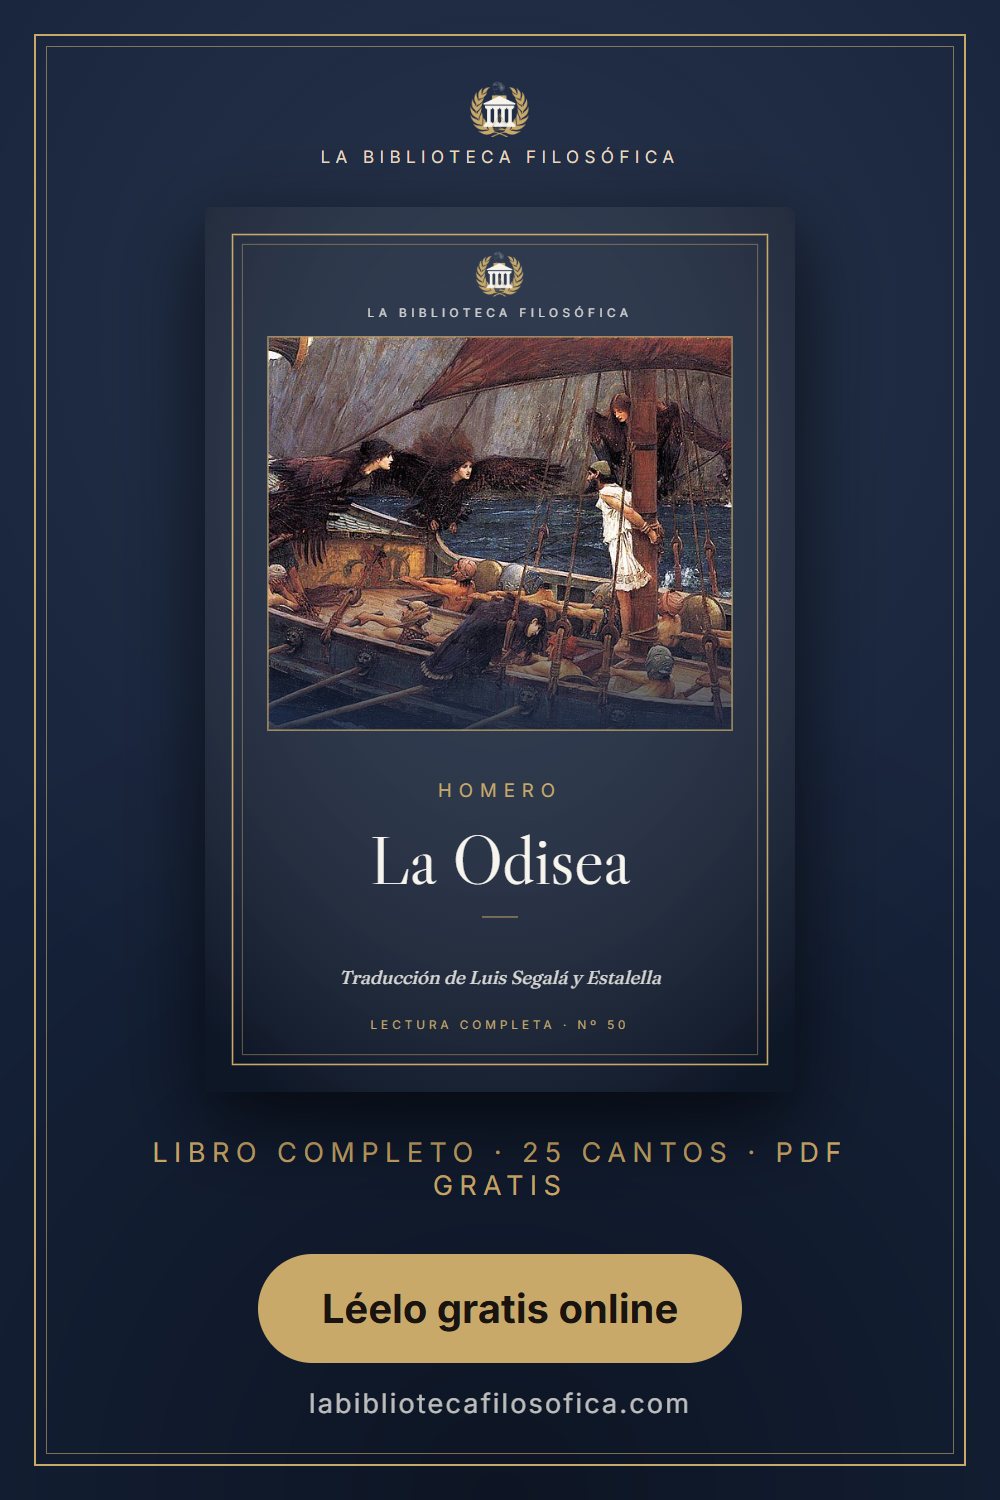 LA BIBLIOTECA FILOSÓFICA
LA BIBLIOTECA FILOSÓFICA
HOMERO
La Odisea
Traducción de Luis Segalá y Estalella
LECTURA COMPLETA · Nº 50
LIBRO COMPLETO · 25 CANTOS · PDF
GRATIS
Léelo gratis online
labibliotecafilosofica.com